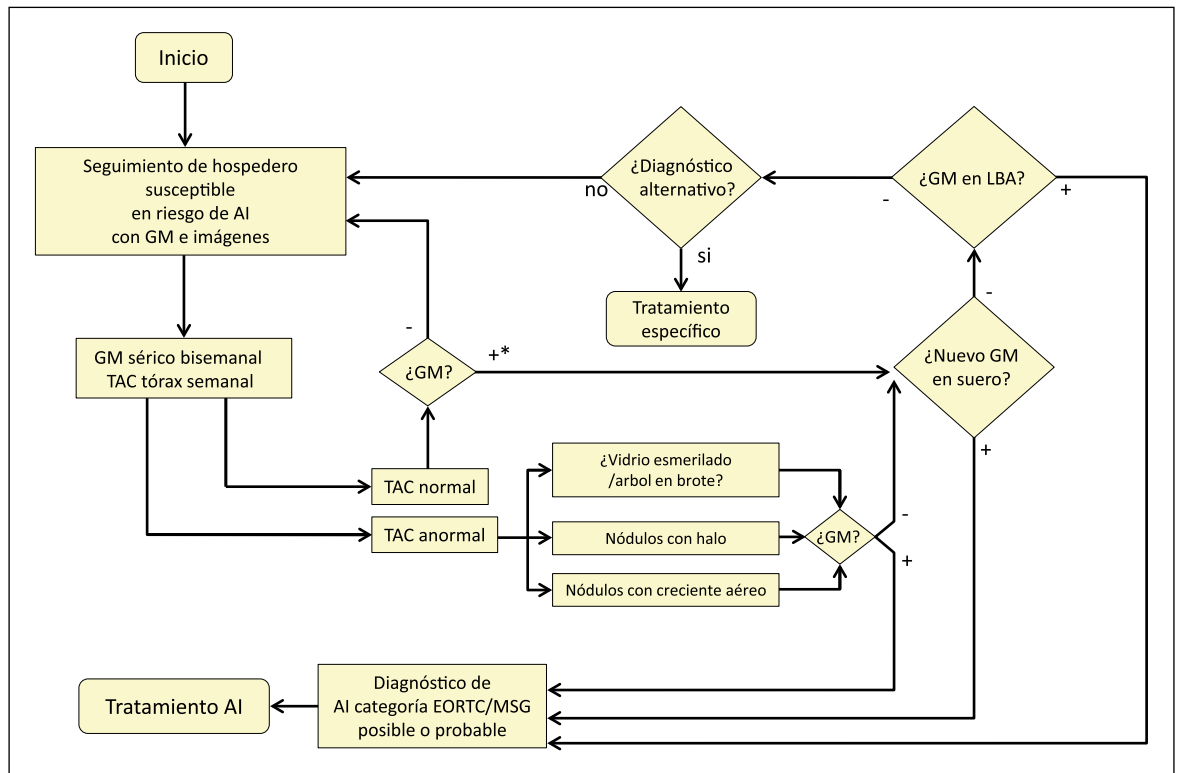 Inicio
Seguimiento de hospedero
susceptible
en riesgo de AI
con GM e imágenes
¿Diagnóstico
alternativo?
no
si
¿GM en LBA?
-
+
Tratamiento
específico
-
GM sérico bisemanal
TAC tórax semanal
-
¿GM?
+*
¿Nuevo GM
en suero?
+
TAC normal
TAC anormal
¿Vidrio esmerilado
/arbol en brote?
Nódulos con halo
Nódulos con creciente aéreo
¿GM?
-
+
Diagnóstico de
AI categoría EORTC/MSG
posible o probable
Tratamiento AI